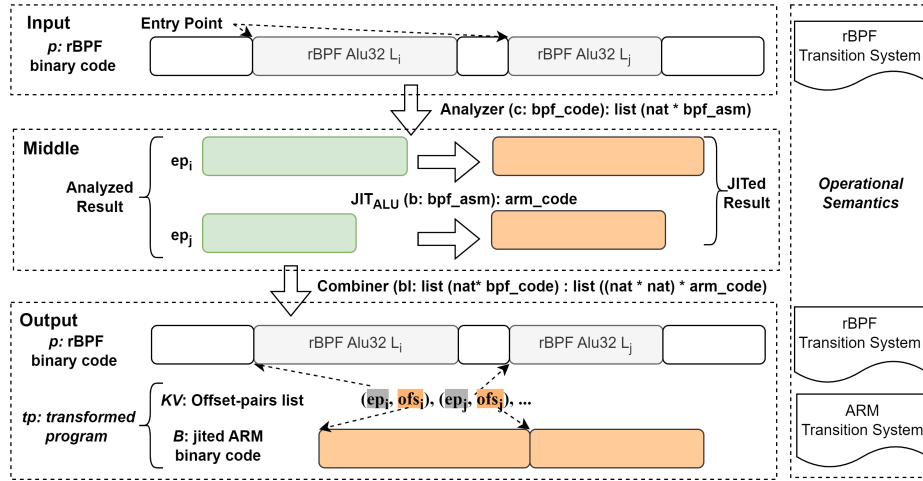 Input
Entry Point
p: rBPF
binary code
rBPF Alu32 Li
rBPF Alu32 Lj
rBPF
Transition System
Analyzer (c: bpf_code): list (nat * bpf_asm)
Middle
Analyzed
Result
epi
epj
JITALU (b: bpf_asm): arm_code
JITed
Result
Operational
Semantics
Combiner (bl: list (nat* bpf_code) : list ((nat * nat) * arm_code)
Output
p: rBPF
binary code
rBPF Alu32 Li
rBPF Alu32 Lj
rBPF
Transition System
tp: transformed
program
KV: Offset-pairs list
(epi, ofsi), (epj, ofsj), ...
B: jited ARM
binary code
ARM
Transition System